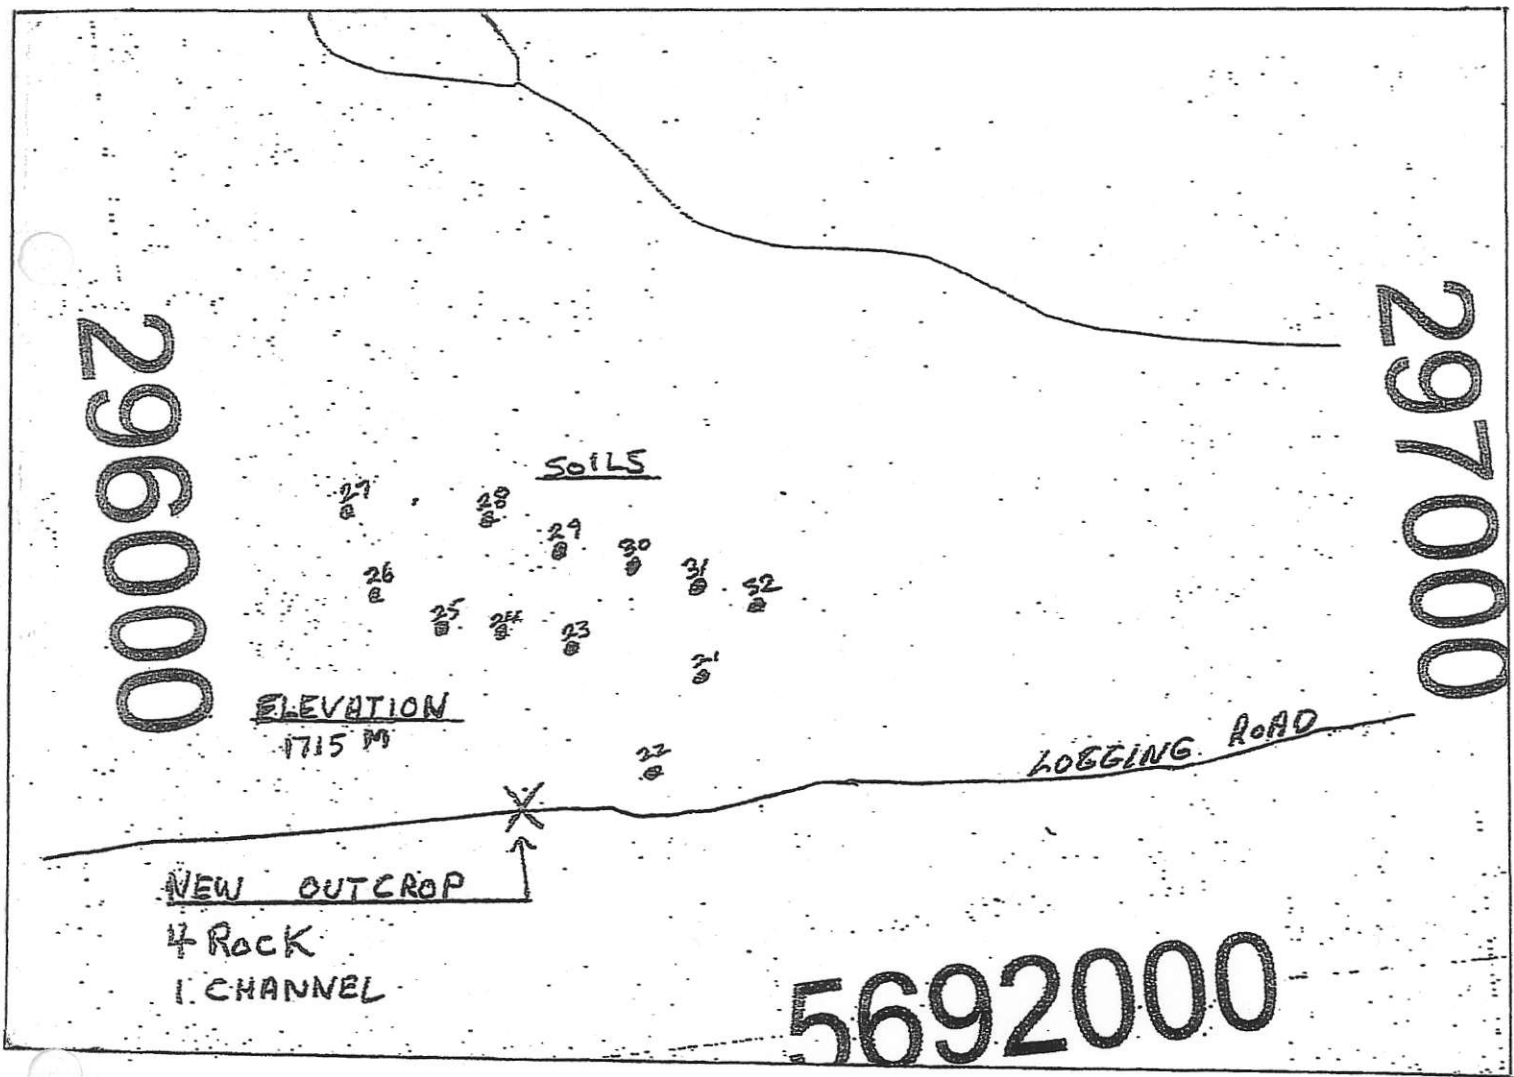 296000
297000
SOILS
27
28
29
30
31
32
26
25
24
23
21
22
ELEVATION
1715 M
LOGGING ROAD
NEW OUTCROP
4 ROCK
1 CHANNEL
5692000